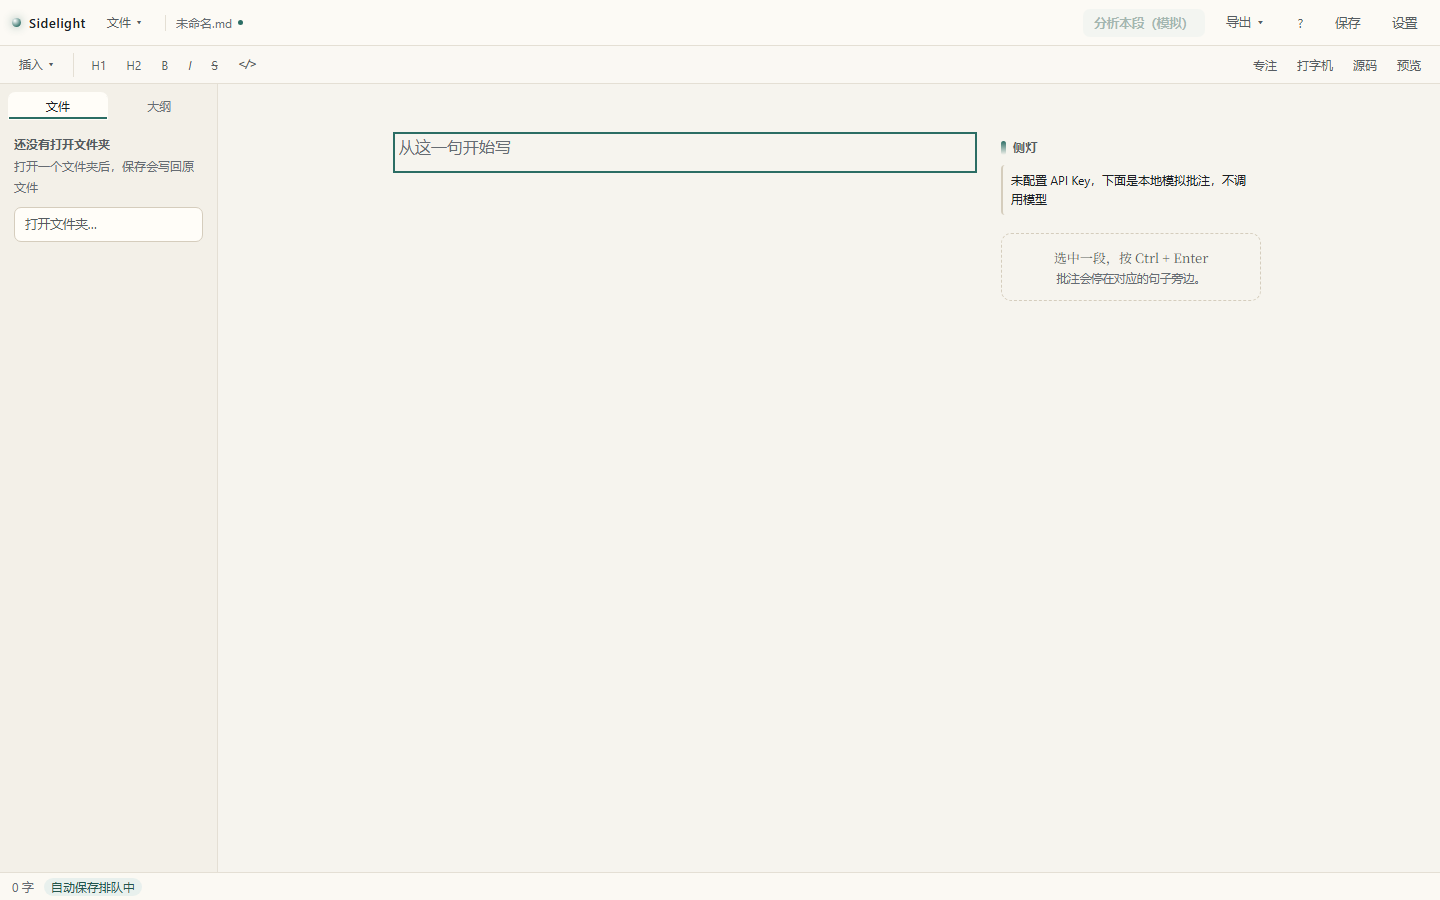 Sidelight 文件 未命名.md 分析本段（模拟） 导出 ? 保存 设置
插入 H1 H2 B I S </> 专注 打字机 源码 预览
文件 大纲
还没有打开文件夹
打开一个文件夹后，保存会写回原
文件
打开文件夹...
从这一句开始写
侧灯
未配置 API Key，下面是本地模拟批注，不调
用模型
选中一段，按 Ctrl + Enter
批注会停在对应的句子旁边。
0 字 自动保存排队中